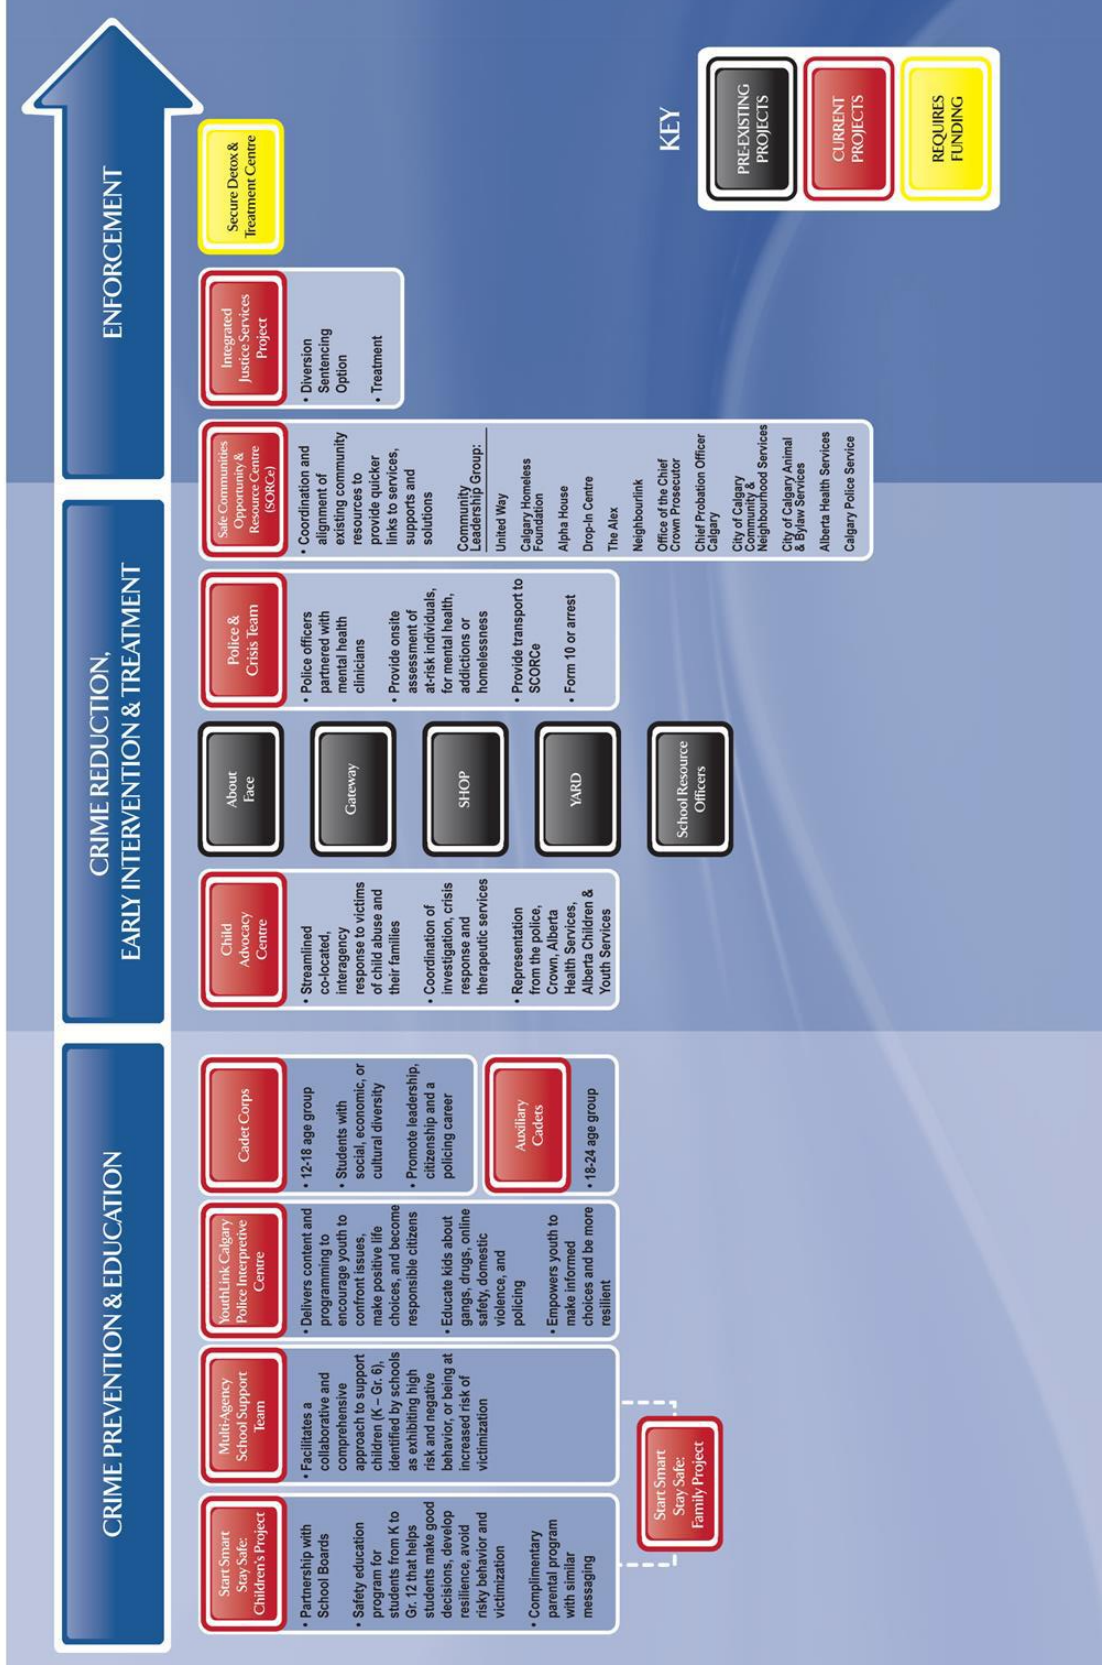 CRIME PREVENTION & EDUCATION
CRIME REDUCTION,
EARLY INTERVENTION & TREATMENT
ENFORCEMENT
Start Smart
Stay Safe:
Children's Project
• Partnership with
School Boards
• Safety education
program for
students from K to
Gr. 12 that helps
students make good
decisions, develop
resilience, avoid
risky behavior and
victimization
• Complimentary
parental program
with similar
messaging
Multi-Agency
School Support
Team
• Facilitates a
collaborative and
comprehensive
approach to support
children (K – Gr. 6),
identified by schools
as exhibiting high
risk and negative
behavior, or being at
increased risk of
victimization
Start Smart
Stay Safe:
Family Project
YouthLink Calgary
Police Interpretive
Centre
• Delivers content and
programming to
encourage youth to
confront issues,
make positive life
choices, and become
responsible citizens
• Educate kids about
gangs, drugs, online
safety, domestic
violence, and
policing
• Empowers youth to
make informed
choices and be more
resilient
Cadet Corps
• 12-18 age group
• Students with
social, economic, or
cultural diversity
• Promote leadership,
citizenship and a
policing career
Auxiliary
Cadets
• 18-24 age group
Child
Advocacy
Centre
• Streamlined
co-located,
interagency
response to victims
of child abuse and
their families
• Coordination of
investigation, crisis
response and
therapeutic services
• Representation
from the police,
Crown, Alberta
Health Services,
Alberta Children &
Youth Services
About
Face
Gateway
SHOP
YARD
School Resource
Officers
Police &
Crisis Team
• Police officers
partnered with
mental health
clinicians
• Provide onsite
assessment of
at-risk individuals,
for mental health,
addictions or
homelessness
• Provide transport to
SCORCe
• Form 10 or arrest
Safe Communities
Opportunity &
Resource Centre
(SORCe)
• Coordination and
alignment of
existing community
resources to
provide quicker
links to services,
supports and
solutions
Community
Leadership Group:
United Way
Calgary Homeless
Foundation
Alpha House
Drop-In Centre
The Alex
Neighbourlink
Office of the Chief
Crown Prosecutor
Chief Probation Officer
Calgary
City of Calgary
Community &
Neighbourhood Services
City of Calgary Animal
& Bylaw Services
Alberta Health Services
Calgary Police Service
Integrated
Justice Services
Project
• Diversion
Sentencing
Option
• Treatment
Secure Detox &
Treatment Centre
KEY
PRE-EXISTING
PROJECTS
CURRENT
PROJECTS
REQUIRES
FUNDING